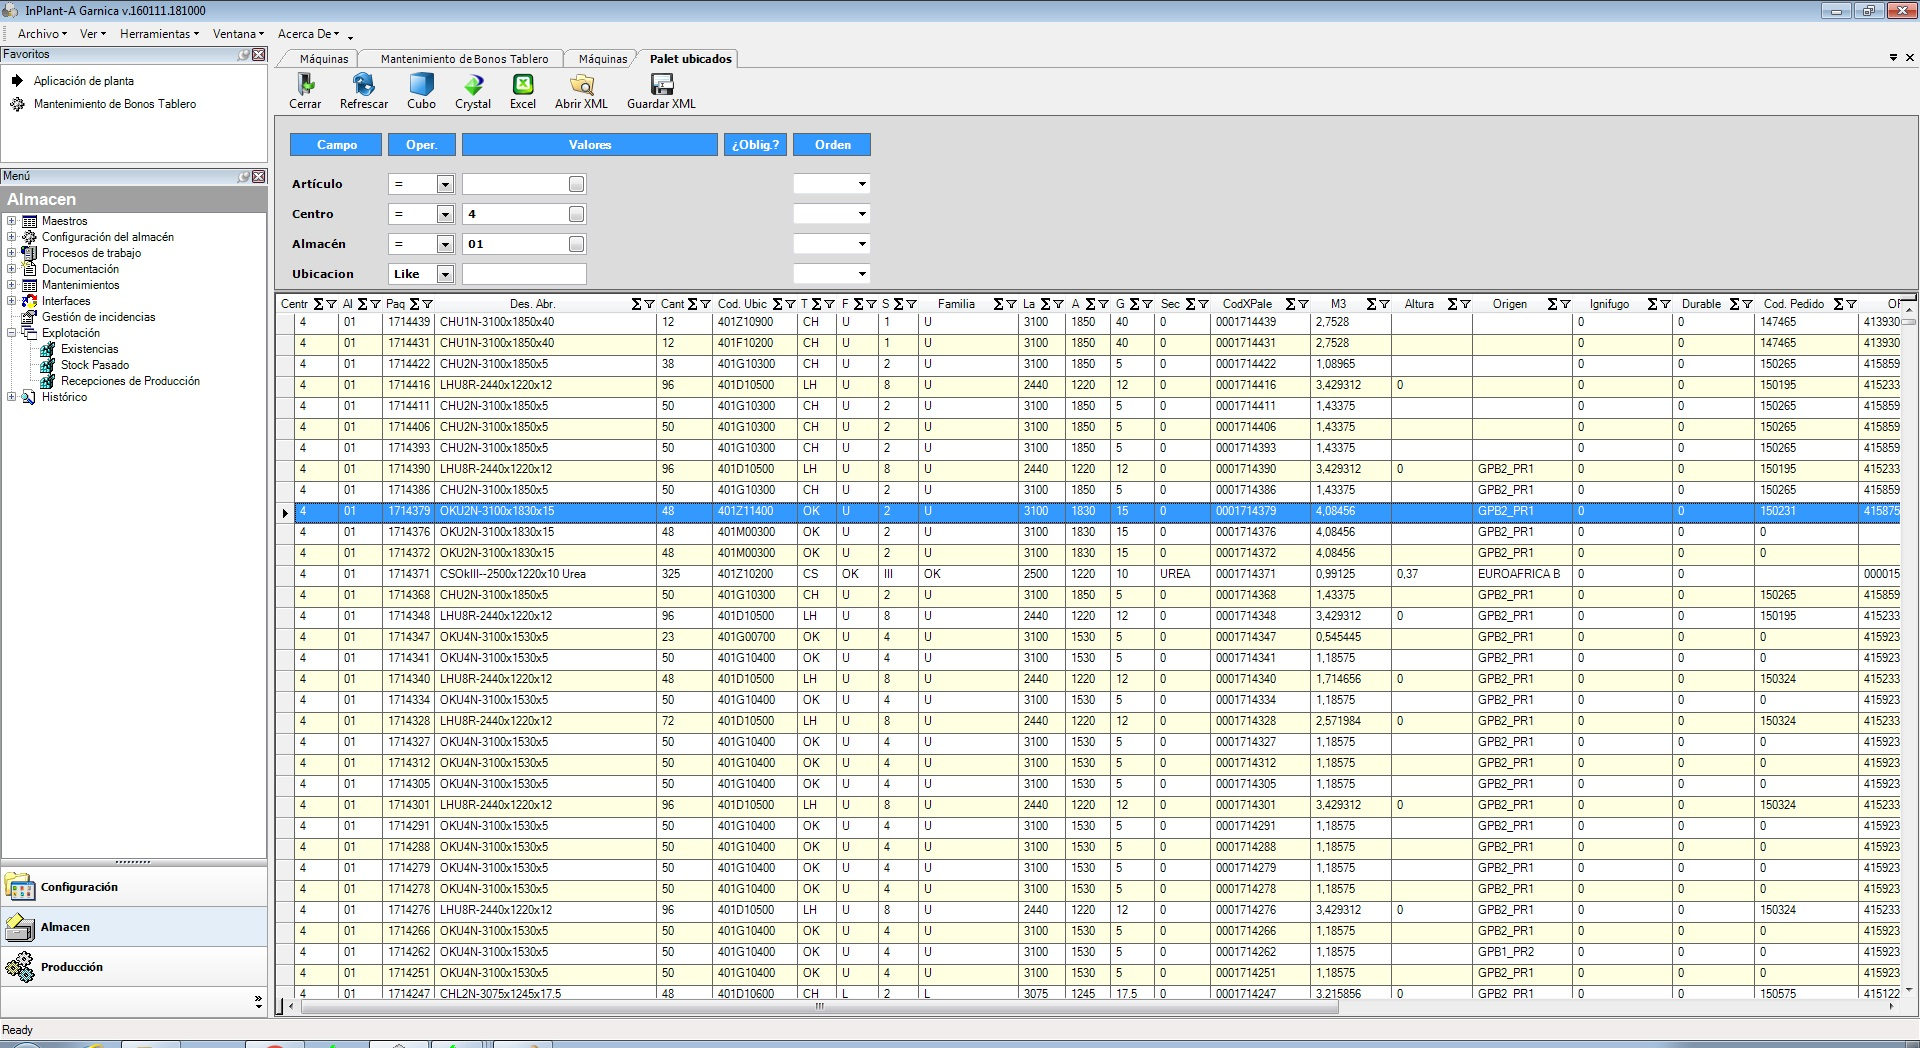 InPlant-A Garnica v.160111.181000
Archivo Ver Herramientas Ventana Acerca De
Favoritos
Aplicación de planta
Mantenimiento de Bonos Tablero
Menú
Almacen
Maestros
Configuración del almacén
Procesos de trabajo
Documentación
Mantenimientos
Interfaces
Gestión de incidencias
Explotación
Existencias
Stock Pasado
Recepciones de Producción
Histórico
Configuración
Almacen
Producción
Máquinas Mantenimiento de Bonos Tablero Máquinas Palet ubicados
Cerrar Refrescar Cubo Crystal Excel Abrir XML Guardar XML
Campo Oper. Valores ¿Oblig.? Orden
Artículo =
Centro = 4
Almacén = 01
Ubicacion Like
Centr Al Paq Des. Abr. Cant Cod. Ubic T F S Familia La A G Sec CodXPale M3 Altura Origen Ignifugo Durable Cod. Pedido
4 01 1714439 CHU1N-3100x1850x40 12 401Z10900 CH U 1 U 3100 1850 40 0 0001714439 2,7528 0 0 147465 413930
4 01 1714431 CHU1N-3100x1850x40 12 401F10200 CH U 1 U 3100 1850 40 0 0001714431 2,7528 0 0 147465 413930
4 01 1714422 CHU2N-3100x1850x5 38 401G10300 CH U 2 U 3100 1850 5 0 0001714422 1,08965 0 0 150265 415859
4 01 1714416 LHU8R-2440x1220x12 96 401D10500 LH U 8 U 2440 1220 12 0 0001714416 3,429312 0 0 0 150195 415233
4 01 1714411 CHU2N-3100x1850x5 50 401G10300 CH U 2 U 3100 1850 5 0 0001714411 1,43375 0 0 150265 415859
4 01 1714406 CHU2N-3100x1850x5 50 401G10300 CH U 2 U 3100 1850 5 0 0001714406 1,43375 0 0 150265 415859
4 01 1714393 CHU2N-3100x1850x5 50 401G10300 CH U 2 U 3100 1850 5 0 0001714393 1,43375 0 0 150265 415859
4 01 1714390 LHU8R-2440x1220x12 96 401D10500 LH U 8 U 2440 1220 12 0 0001714390 3,429312 0 GPB2_PR1 0 0 150195 415233
4 01 1714386 CHU2N-3100x1850x5 50 401G10300 CH U 2 U 3100 1850 5 0 0001714386 1,43375 GPB2_PR1 0 0 150265 415859
4 01 1714379 OKU2N-3100x1830x15 48 401Z11400 OK U 2 U 3100 1830 15 0 0001714379 4,08456 GPB2_PR1 0 0 150231 415875
4 01 1714376 OKU2N-3100x1830x15 48 401M00300 OK U 2 U 3100 1830 15 0 0001714376 4,08456 GPB2_PR1 0 0 0
4 01 1714372 OKU2N-3100x1830x15 48 401M00300 OK U 2 U 3100 1830 15 0 0001714372 4,08456 GPB2_PR1 0 0 0
4 01 1714371 CSOkIII--2500x1220x10 Urea 325 401Z10200 CS OK III OK 2500 1220 10 UREA 0001714371 0,99125 0,37 EUROAFRICA B 0 0 000015
4 01 1714368 CHU2N-3100x1850x5 50 401G10300 CH U 2 U 3100 1850 5 0 0001714368 1,43375 GPB2_PR1 0 0 150265 415859
4 01 1714348 LHU8R-2440x1220x12 96 401D10500 LH U 8 U 2440 1220 12 0 0001714348 3,429312 0 GPB2_PR1 0 0 150195 415233
4 01 1714347 OKU4N-3100x1530x5 23 401G00700 OK U 4 U 3100 1530 5 0 0001714347 0,545445 GPB2_PR1 0 0 0 415923
4 01 1714341 OKU4N-3100x1530x5 50 401G10400 OK U 4 U 3100 1530 5 0 0001714341 1,18575 GPB2_PR1 0 0 0 415923
4 01 1714340 LHU8R-2440x1220x12 48 401D10500 LH U 8 U 2440 1220 12 0 0001714340 1,714656 0 GPB2_PR1 0 0 150324 415233
4 01 1714334 OKU4N-3100x1530x5 50 401G10400 OK U 4 U 3100 1530 5 0 0001714334 1,18575 GPB2_PR1 0 0 0 415923
4 01 1714328 LHU8R-2440x1220x12 72 401D10500 LH U 8 U 2440 1220 12 0 0001714328 2,571984 0 GPB2_PR1 0 0 150324 415233
4 01 1714327 OKU4N-3100x1530x5 50 401G10400 OK U 4 U 3100 1530 5 0 0001714327 1,18575 GPB2_PR1 0 0 0 415923
4 01 1714312 OKU4N-3100x1530x5 50 401G10400 OK U 4 U 3100 1530 5 0 0001714312 1,18575 GPB2_PR1 0 0 0 415923
4 01 1714305 OKU4N-3100x1530x5 50 401G10400 OK U 4 U 3100 1530 5 0 0001714305 1,18575 GPB2_PR1 0 0 0 415923
4 01 1714301 LHU8R-2440x1220x12 96 401D10500 LH U 8 U 2440 1220 12 0 0001714301 3,429312 0 GPB2_PR1 0 0 150324 415233
4 01 1714291 OKU4N-3100x1530x5 50 401G10400 OK U 4 U 3100 1530 5 0 0001714291 1,18575 GPB2_PR1 0 0 0 415923
4 01 1714288 OKU4N-3100x1530x5 50 401G10400 OK U 4 U 3100 1530 5 0 0001714288 1,18575 GPB2_PR1 0 0 0 415923
4 01 1714279 OKU4N-3100x1530x5 50 401G10400 OK U 4 U 3100 1530 5 0 0001714279 1,18575 GPB2_PR1 0 0 0 415923
4 01 1714278 OKU4N-3100x1530x5 50 401G10400 OK U 4 U 3100 1530 5 0 0001714278 1,18575 GPB2_PR1 0 0 0 415923
4 01 1714276 LHU8R-2440x1220x12 96 401D10500 LH U 8 U 2440 1220 12 0 0001714276 3,429312 0 GPB2_PR1 0 0 150324 415233
4 01 1714266 OKU4N-3100x1530x5 50 401G10400 OK U 4 U 3100 1530 5 0 0001714266 1,18575 GPB2_PR1 0 0 0 415923
4 01 1714262 OKU4N-3100x1530x5 50 401G10400 OK U 4 U 3100 1530 5 0 0001714262 1,18575 GPB1_PR2 0 0 0 415923
4 01 1714251 OKU4N-3100x1530x5 50 401G10400 OK U 4 U 3100 1530 5 0 0001714251 1,18575 GPB2_PR1 0 0 0 415923
4 01 1714247 CHL2N-3075x1245x17.5 48 401D10600 CH L 2 L 3075 1245 17.5 0 0001714247 3.215856 0 GPB2_PR1 0 0 150575 415122
Ready